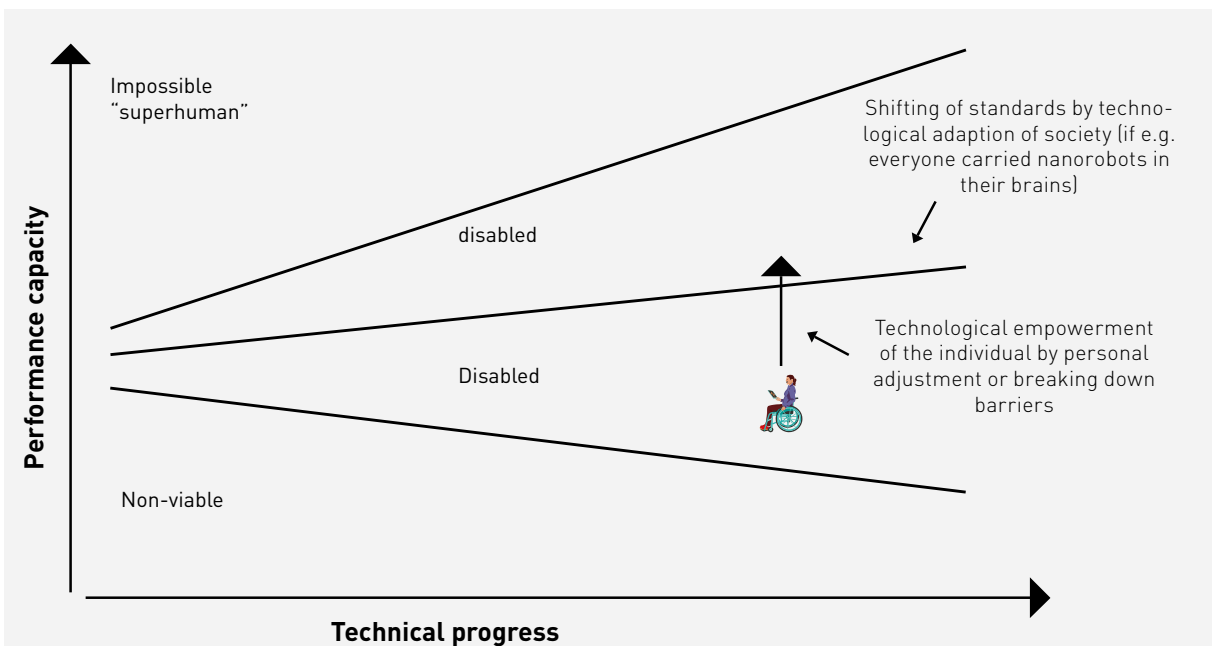 Impossible
“superhuman”
Shifting of standards by techno-
logical adaption of society (if e.g.
everyone carried nanorobots in
their brains)
disabled
Technological empowerment
of the individual by personal
adjustment or breaking down
barriers
Disabled
Non-viable
Performance capacity
Technical progress